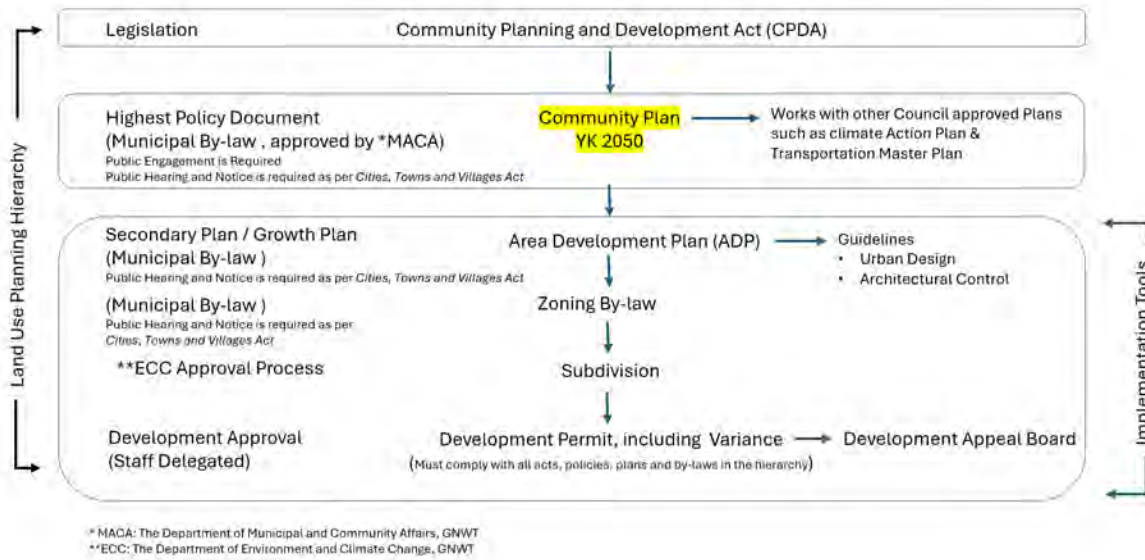 Legislation
Community Planning and Development Act (CPDA)
Highest Policy Document
(Municipal By-law , approved by *MACA)
Public Engagement is Required
Public Hearing and Notice is required as per Cities, Towns and Villages Act
Community Plan
YK 2050
Works with other Council approved Plans
such as climate Action Plan &
Transportation Master Plan
Secondary Plan / Growth Plan
(Municipal By-law )
Public Hearing and Notice is required as per Cities, Towns and Villages Act
Area Development Plan (ADP)
Guidelines
• Urban Design
• Architectural Control
(Municipal By-law )
Public Hearing and Notice is required as per
Cities, Towns and Villages Act
Zoning By-law
**ECC Approval Process
Subdivision
Development Approval
(Staff Delegated)
Development Permit, including Variance
(Must comply with all acts, policies, plans and by-laws in the hierarchy)
Development Appeal Board
Land Use Planning Hierarchy
Implementation Tools
* MACA: The Department of Municipal and Community Affairs, GNWT
**ECC: The Department of Environment and Climate Change, GNWT